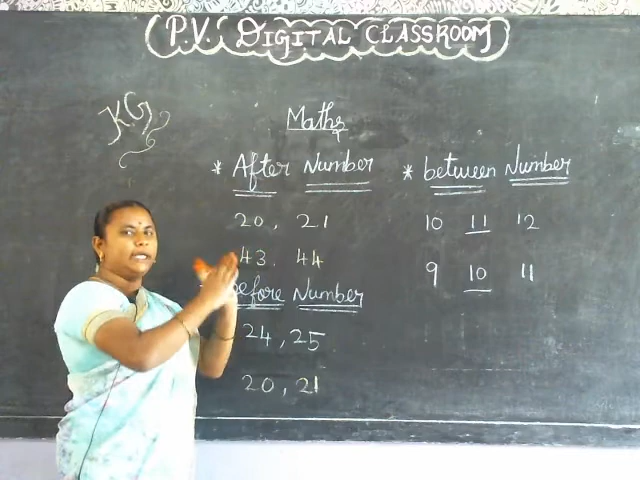 P.V. DIGITAL CLASSROOM
KG
Maths
* After Number
20, 21
43, 44
Before Number
24, 25
20, 21
* between Number
10 11 12
9 10 11